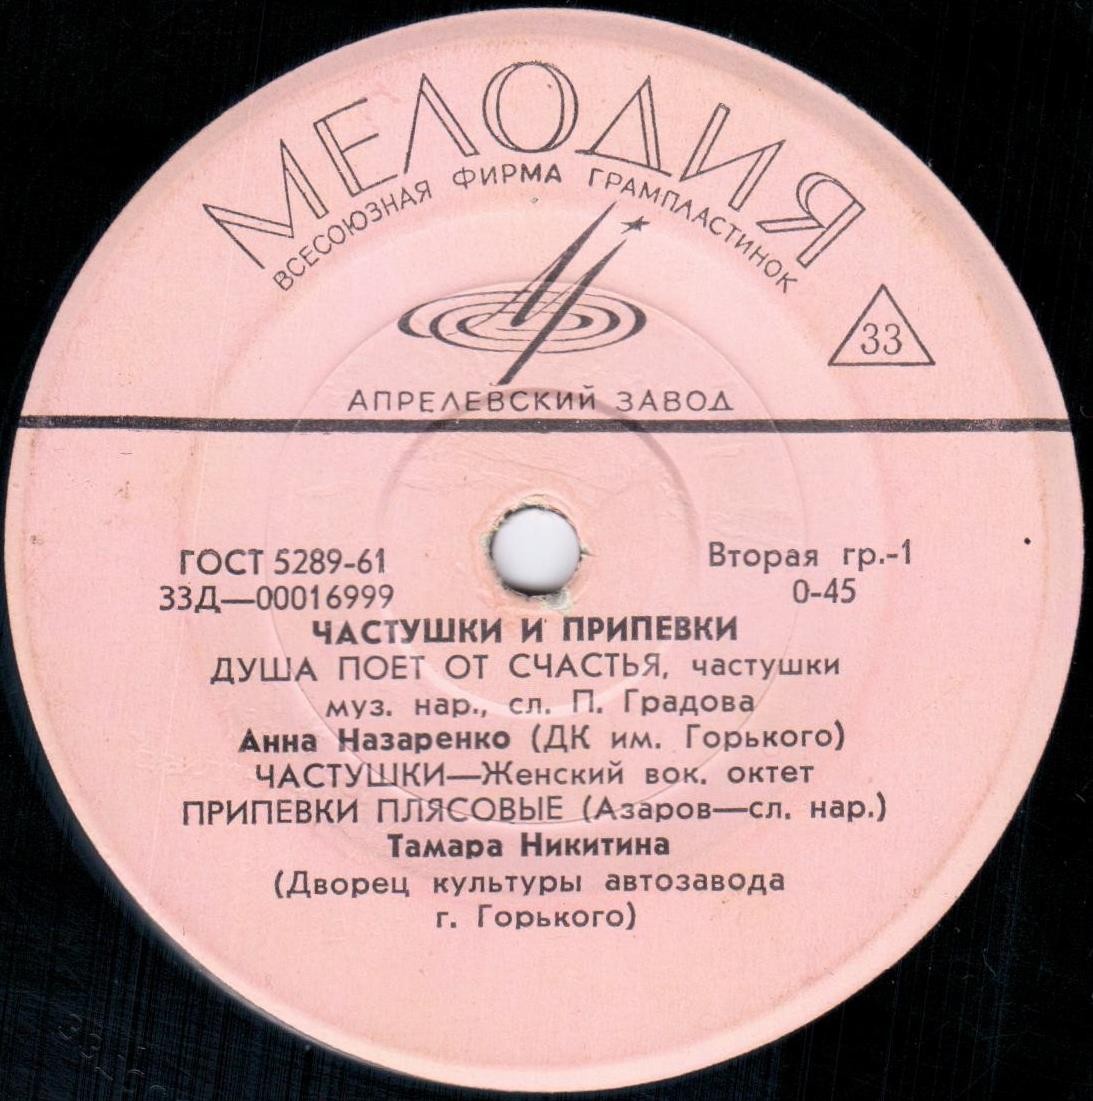 МЕЛОДИЯ
ВСЕСОЮЗНАЯ ФИРМА ГРАМПЛАСТИНОК
33
АПРЕЛЕВСКИЙ ЗАВОД
ГОСТ 5289-61
Вторая гр.-1
33Д—00016999
0-45
ЧАСТУШКИ И ПРИПЕВКИ
ДУША ПОЕТ ОТ СЧАСТЬЯ, частушки
муз. нар., сл. П. Градова
Анна Назаренко (ДК им. Горького)
ЧАСТУШКИ—Женский вок. октет
ПРИПЕВКИ ПЛЯСОВЫЕ (Азаров—сл. нар.)
Тамара Никитина
(Дворец культуры автозавода
г. Горького)